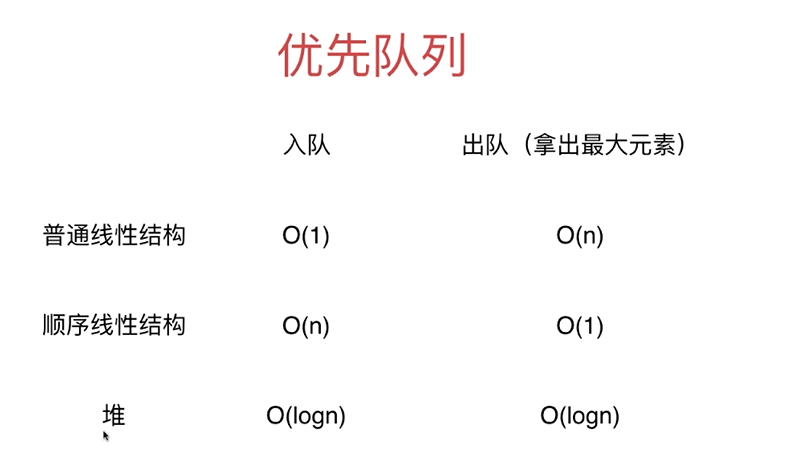 优先队列
入队 出队（拿出最大元素）
普通线性结构 O(1) O(n)
顺序线性结构 O(n) O(1)
堆 O(logn) O(logn)